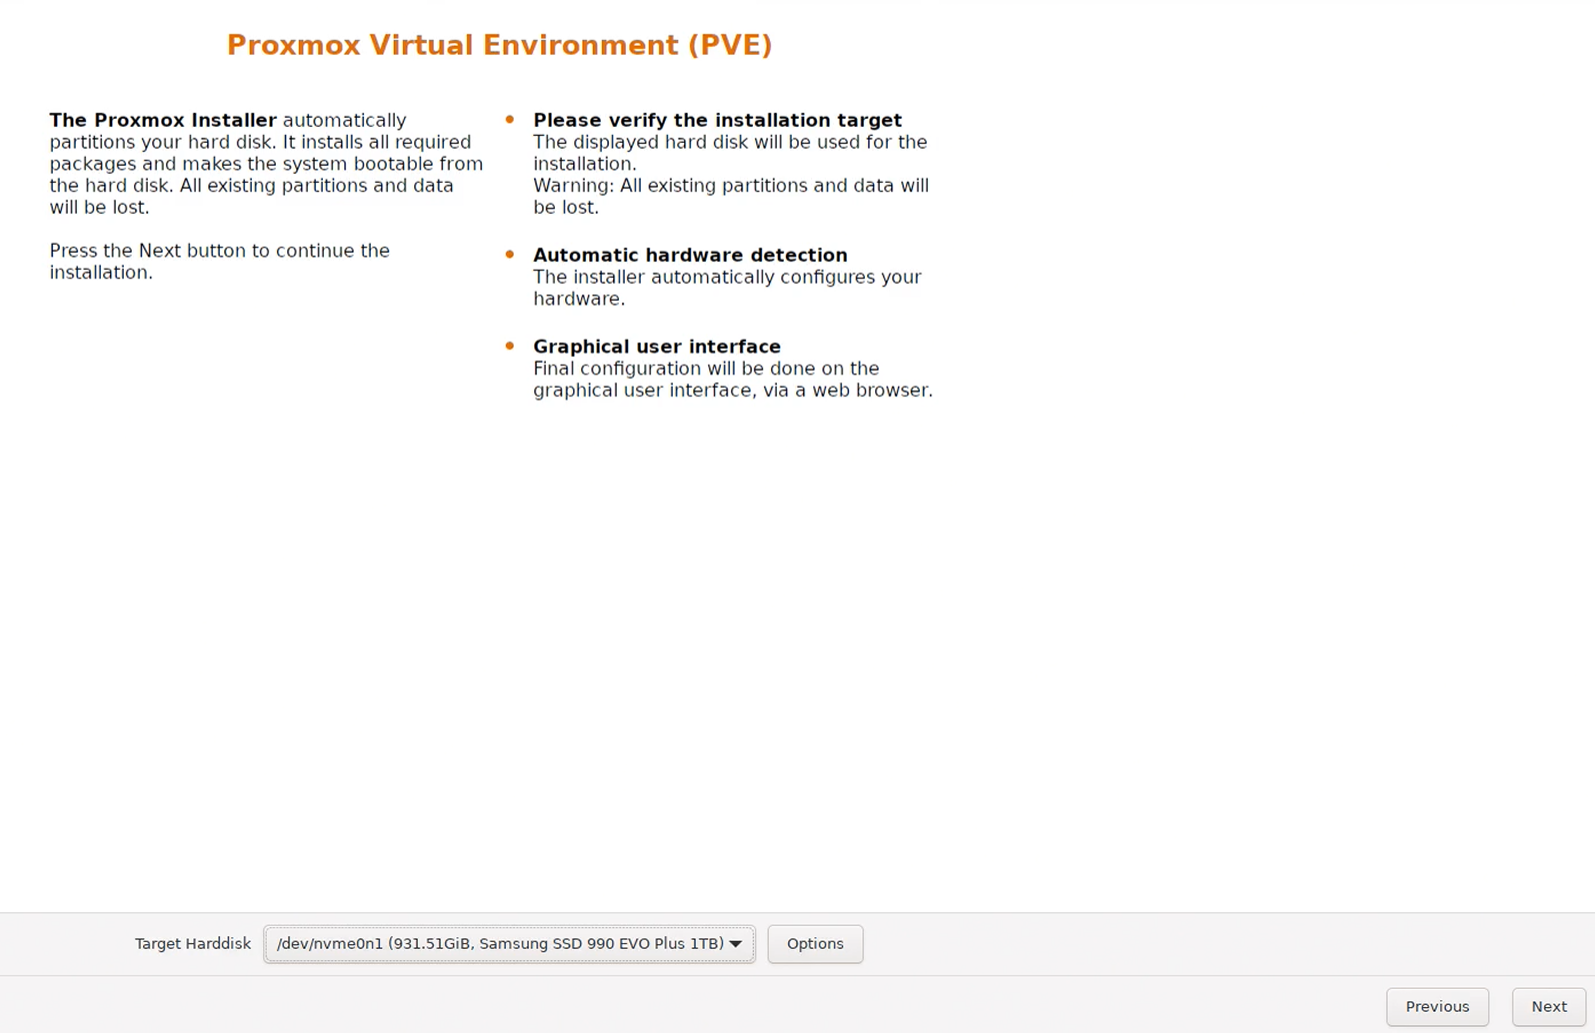 Proxmox Virtual Environment (PVE)
The Proxmox Installer automatically
partitions your hard disk. It installs all required
packages and makes the system bootable from
the hard disk. All existing partitions and data
will be lost.
Press the Next button to continue the
installation.
Please verify the installation target
The displayed hard disk will be used for the
installation.
Warning: All existing partitions and data will
be lost.
Automatic hardware detection
The installer automatically configures your
hardware.
Graphical user interface
Final configuration will be done on the
graphical user interface, via a web browser.
Target Harddisk /dev/nvme0n1 (931.51GiB, Samsung SSD 990 EVO Plus 1TB) Options
Previous Next